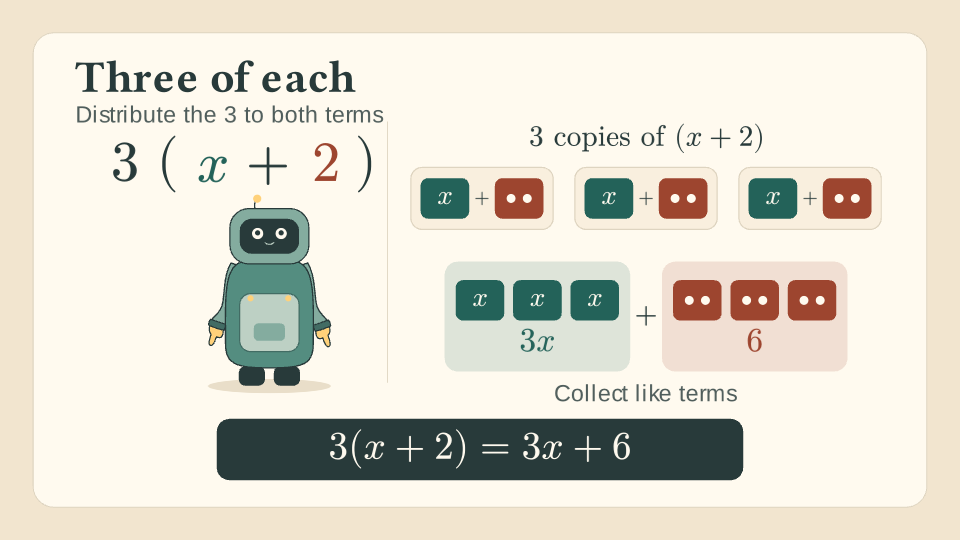 Three of each
Distribute the 3 to both terms
3 ( x + 2 )
3 copies of (x + 2)
x + x + x +
x x x
+
3x 6
Collect like terms
3(x + 2) = 3x + 6